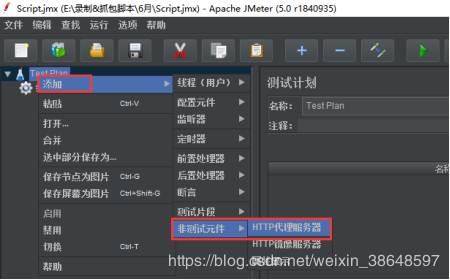 Script.jmx (E:\录制&抓包脚本\6月\Script.jmx) - Apache JMeter (5.0 r1840935)
文件 编辑 查找 运行 选项 帮助
Test Plan
添加
粘贴 Ctrl-V
打开...
合并
选中部分保存为...
保存节点为图片 Ctrl-G
保存屏幕为图片 Ctrl+Shift-G
启用
禁用
切换 Ctrl-T
帮助
线程（用户）
配置元件
监听器
定时器
前置处理器
后置处理器
断言
测试片段
非测试元件
HTTP代理服务器
HTTP镜像服务器
测试计划
名称： Test Plan
注释：
https://blog.csdn.net/weixin_38648597